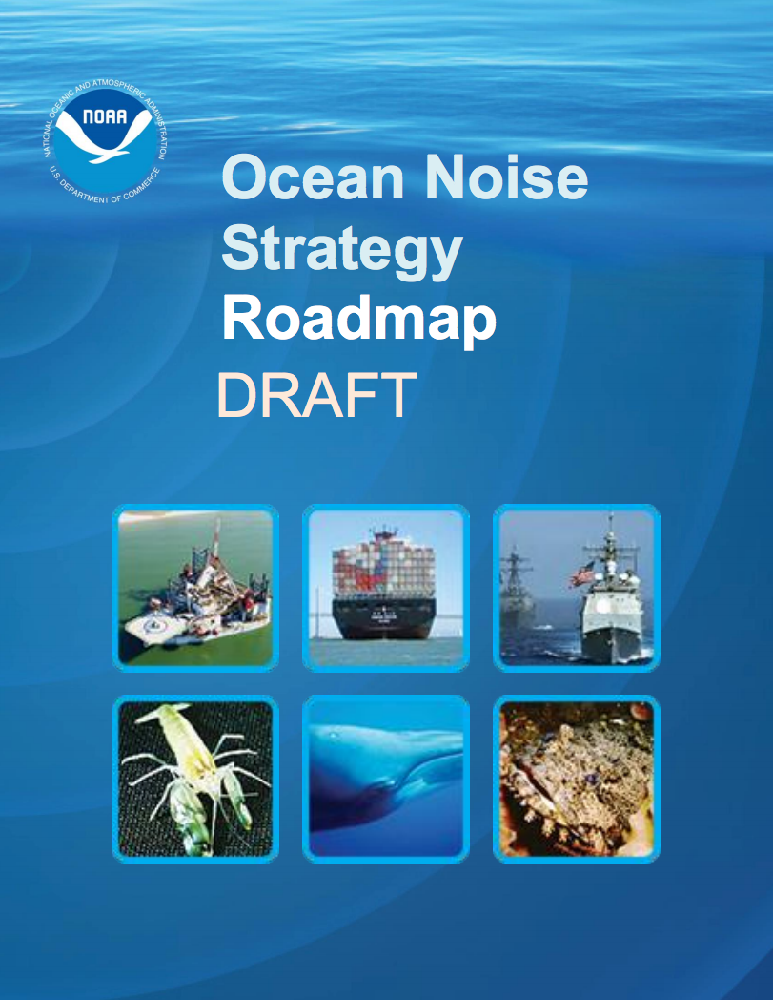 NATIONAL OCEANIC AND ATMOSPHERIC ADMINISTRATION
NOAA
U.S. DEPARTMENT OF COMMERCE
Ocean Noise
Strategy
Roadmap
DRAFT